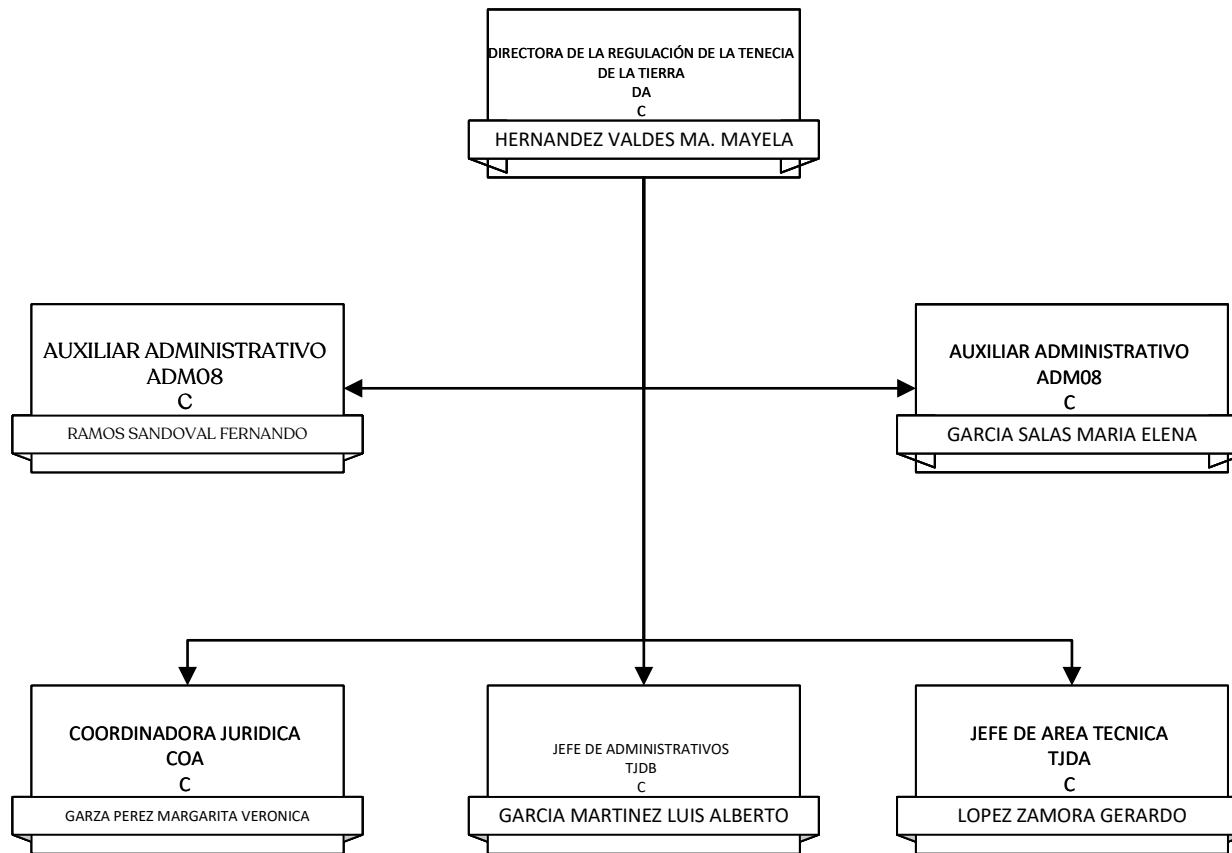 DIRECTORA DE LA REGULACIÓN DE LA TENECIA
DE LA TIERRA
DA
C
HERNANDEZ VALDES MA. MAYELA
AUXILIAR ADMINISTRATIVO
ADM08
C
RAMOS SANDOVAL FERNANDO
AUXILIAR ADMINISTRATIVO
ADM08
C
GARCIA SALAS MARIA ELENA
COORDINADORA JURIDICA
COA
C
GARZA PEREZ MARGARITA VERONICA
JEFE DE ADMINISTRATIVOS
TJDB
C
GARCIA MARTINEZ LUIS ALBERTO
JEFE DE AREA TECNICA
TJDA
C
LOPEZ ZAMORA GERARDO